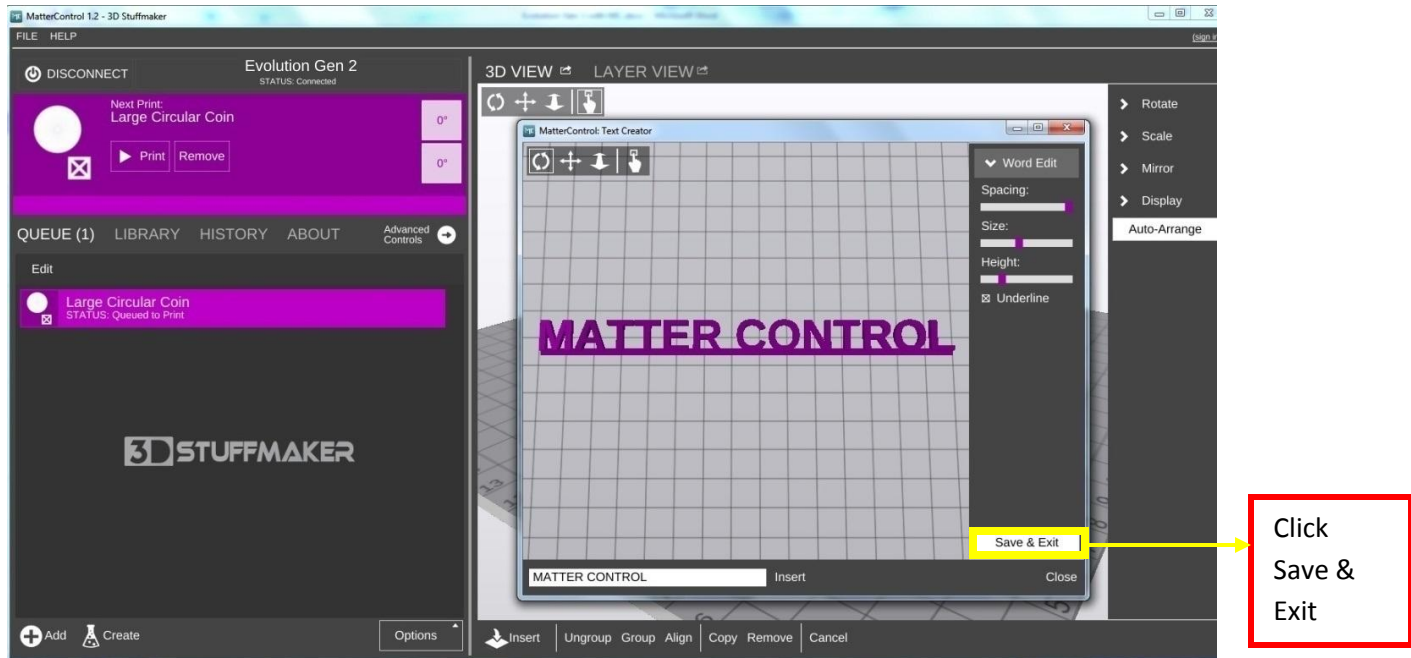 MatterControl 1.2 - 3D Stuffmaker
FILE HELP
(sign i
DISCONNECT
Evolution Gen 2
STATUS: Connected
Next Print:
Large Circular Coin
0°
Print Remove
0°
QUEUE (1) LIBRARY HISTORY ABOUT
Advanced
Controls
Edit
Large Circular Coin
STATUS: Queued to Print
3D STUFFMAKER
Add Create Options
3D VIEW LAYER VIEW
MatterControl: Text Creator
Word Edit
Spacing:
Size:
Height:
Underline
MATTER CONTROL
Save & Exit
MATTER CONTROL Insert Close
Rotate
Scale
Mirror
Display
Auto-Arrange
13
Insert Ungroup Group Align Copy Remove Cancel
Click
Save &
Exit